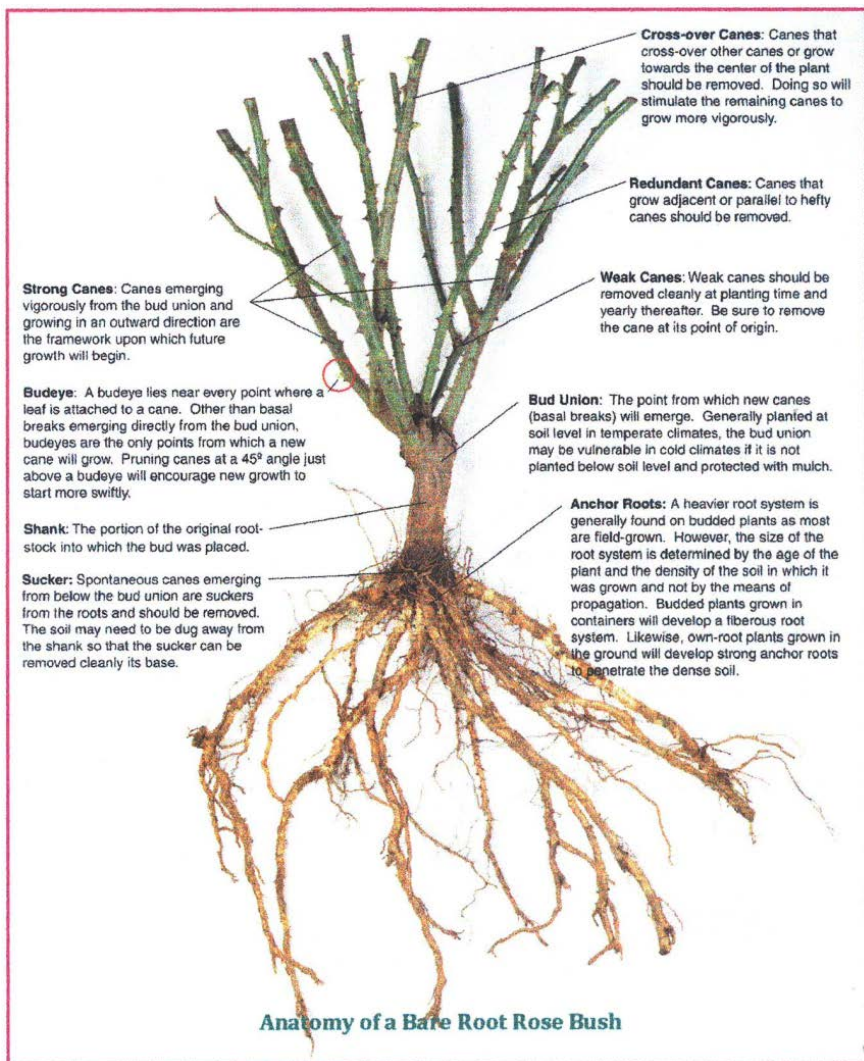 Cross-over Canes: Canes that
cross-over other canes or grow
towards the center of the plant
should be removed. Doing so will
stimulate the remaining canes to
grow more vigorously.
Redundant Canes: Canes that
grow adjacent or parallel to hefty
canes should be removed.
Weak Canes: Weak canes should be
removed cleanly at planting time and
yearly thereafter. Be sure to remove
the cane at its point of origin.
Strong Canes: Canes emerging
vigorously from the bud union and
growing in an outward direction are
the framework upon which future
growth will begin.
Budeye: A budeye lies near every point where a
leaf is attached to a cane. Other than basal
breaks emerging directly from the bud union,
budeyes are the only points from which a new
cane will grow. Pruning canes at a 45º angle just
above a budeye will encourage new growth to
start more swiftly.
Bud Union: The point from which new canes
(basal breaks) will emerge. Generally planted at
soil level in temperate climates, the bud union
may be vulnerable in cold climates if it is not
planted below soil level and protected with mulch.
Shank: The portion of the original root-
stock into which the bud was placed.
Sucker: Spontaneous canes emerging
from below the bud union are suckers
from the roots and should be removed.
The soil may need to be dug away from
the shank so that the sucker can be
removed cleanly its base.
Anchor Roots: A heavier root system is
generally found on budded plants as most
are field-grown. However, the size of the
root system is determined by the age of the
plant and the density of the soil in which it
was grown and not by the means of
propagation. Budded plants grown in
containers will develop a fiberous root
system. Likewise, own-root plants grown in
the ground will develop strong anchor roots
to penetrate the dense soil.
Anatomy of a Bare Root Rose Bush